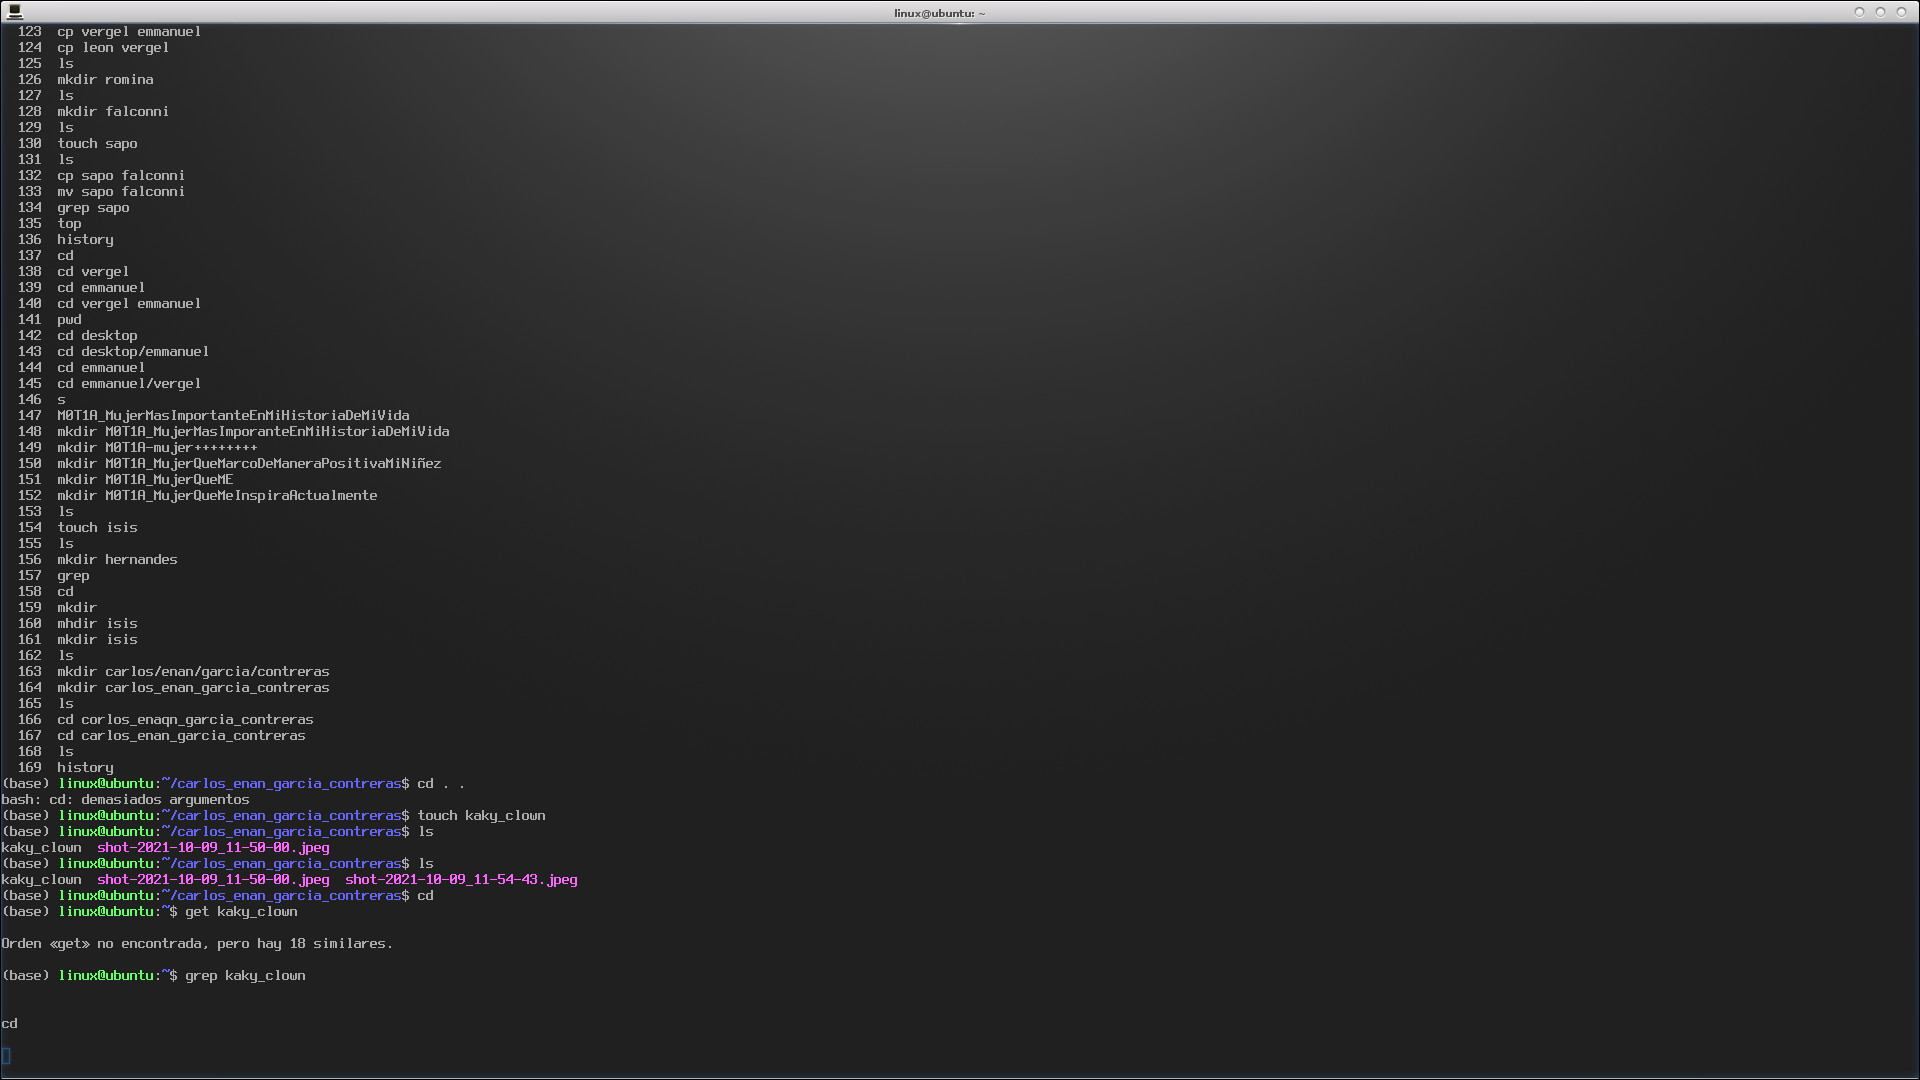 linux@ubuntu: ~
123 cp vergel emmanuel
124 cp leon vergel
125 ls
126 mkdir romina
127 ls
128 mkdir falconni
129 ls
130 touch sapo
131 ls
132 cp sapo falconni
133 mv sapo falconni
134 grep sapo
135 top
136 history
137 cd
138 cd vergel
139 cd emmanuel
140 cd vergel emmanuel
141 pwd
142 cd desktop
143 cd desktop/emmanuel
144 cd emmanuel
145 cd emmanuel/vergel
146 s
147 M0T1A_MujerMasImportanteEnMiHistoriaDeMiVida
148 mkdir M0T1A_MujerMasImporanteEnMiHistoriaDeMiVida
149 mkdir M0T1A-mujer++++++++
150 mkdir M0T1A_MujerQueMarcoDeManeraPositivaMiNiñez
151 mkdir M0T1A_MujerQueME
152 mkdir M0T1A_MujerQueMeInspiraActualmente
153 ls
154 touch isis
155 ls
156 mkdir hernandes
157 grep
158 cd
159 mkdir
160 mhdir isis
161 mkdir isis
162 ls
163 mkdir carlos/enan/garcia/contreras
164 mkdir carlos_enan_garcia_contreras
165 ls
166 cd corlos_enaqn_garcia_contreras
167 cd carlos_enan_garcia_contreras
168 ls
169 history
(base) linux@ubuntu:~/carlos_enan_garcia_contreras$ cd . .
bash: cd: demasiados argumentos
(base) linux@ubuntu:~/carlos_enan_garcia_contreras$ touch kaky_clown
(base) linux@ubuntu:~/carlos_enan_garcia_contreras$ ls
kaky_clown shot-2021-10-09_11-50-00.jpeg
(base) linux@ubuntu:~/carlos_enan_garcia_contreras$ ls
kaky_clown shot-2021-10-09_11-50-00.jpeg shot-2021-10-09_11-54-43.jpeg
(base) linux@ubuntu:~/carlos_enan_garcia_contreras$ cd
(base) linux@ubuntu:~$ get kaky_clown
Orden «get» no encontrada, pero hay 18 similares.
(base) linux@ubuntu:~$ grep kaky_clown
cd